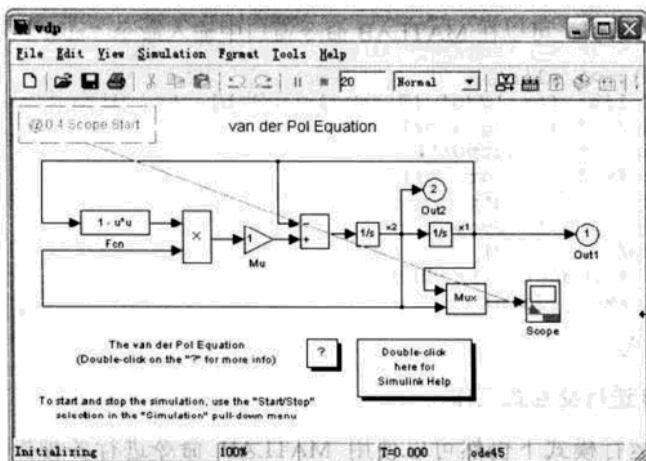 vdp
File Edit View Simulation Format Tools Help
20 Normal
@0.4 Scope Start
van der Pol Equation
1 - u*u
Fcn
×
1
Mu
−
+
1/s
x2
2
Out2
1/s
x1
1
Out1
Mux
Scope
The van der Pol Equation
(Double-click on the "?" for more info)
?
Double-click
here for
Simulink Help
To start and stop the simulation, use the "Start/Stop"
selection in the "Simulation" pull-down menu
Initializing 100% T=0.000 ode45